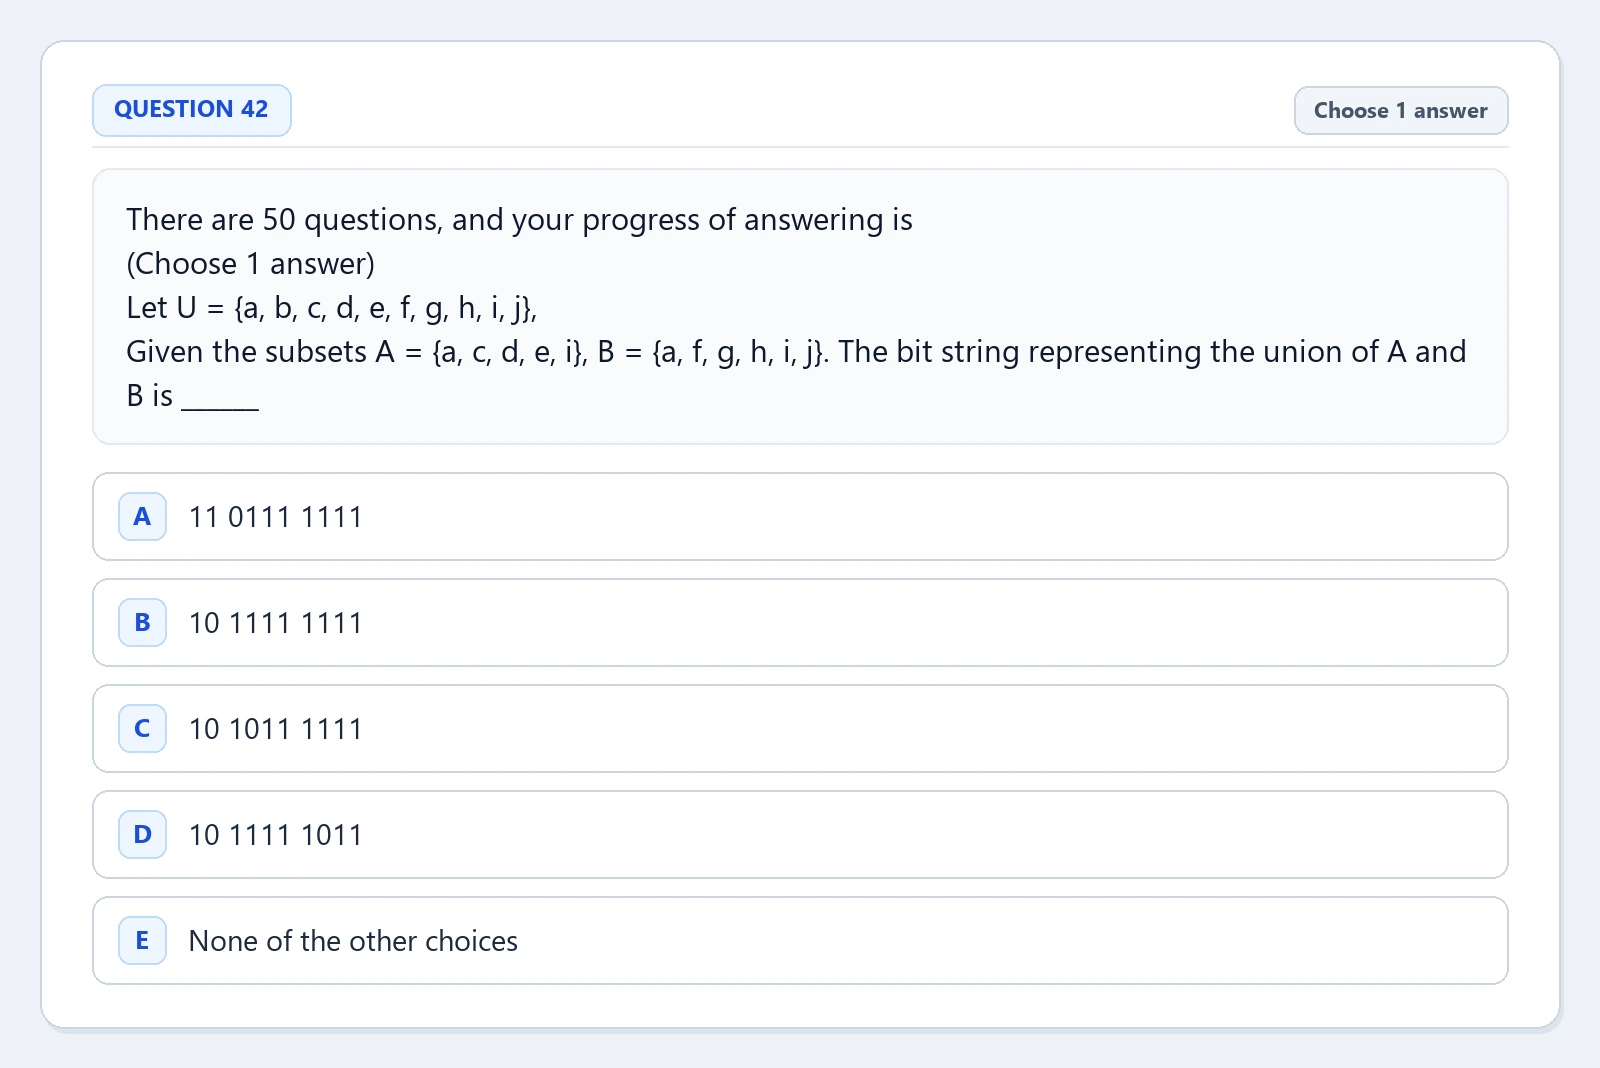 QUESTION 42
Choose 1 answer
There are 50 questions, and your progress of answering is
(Choose 1 answer)
Let U = {a, b, c, d, e, f, g, h, i, j},
Given the subsets A = {a, c, d, e, i}, B = {a, f, g, h, i, j}. The bit string representing the union of A and
B is ______
A 11 0111 1111
B 10 1111 1111
C 10 1011 1111
D 10 1111 1011
E None of the other choices